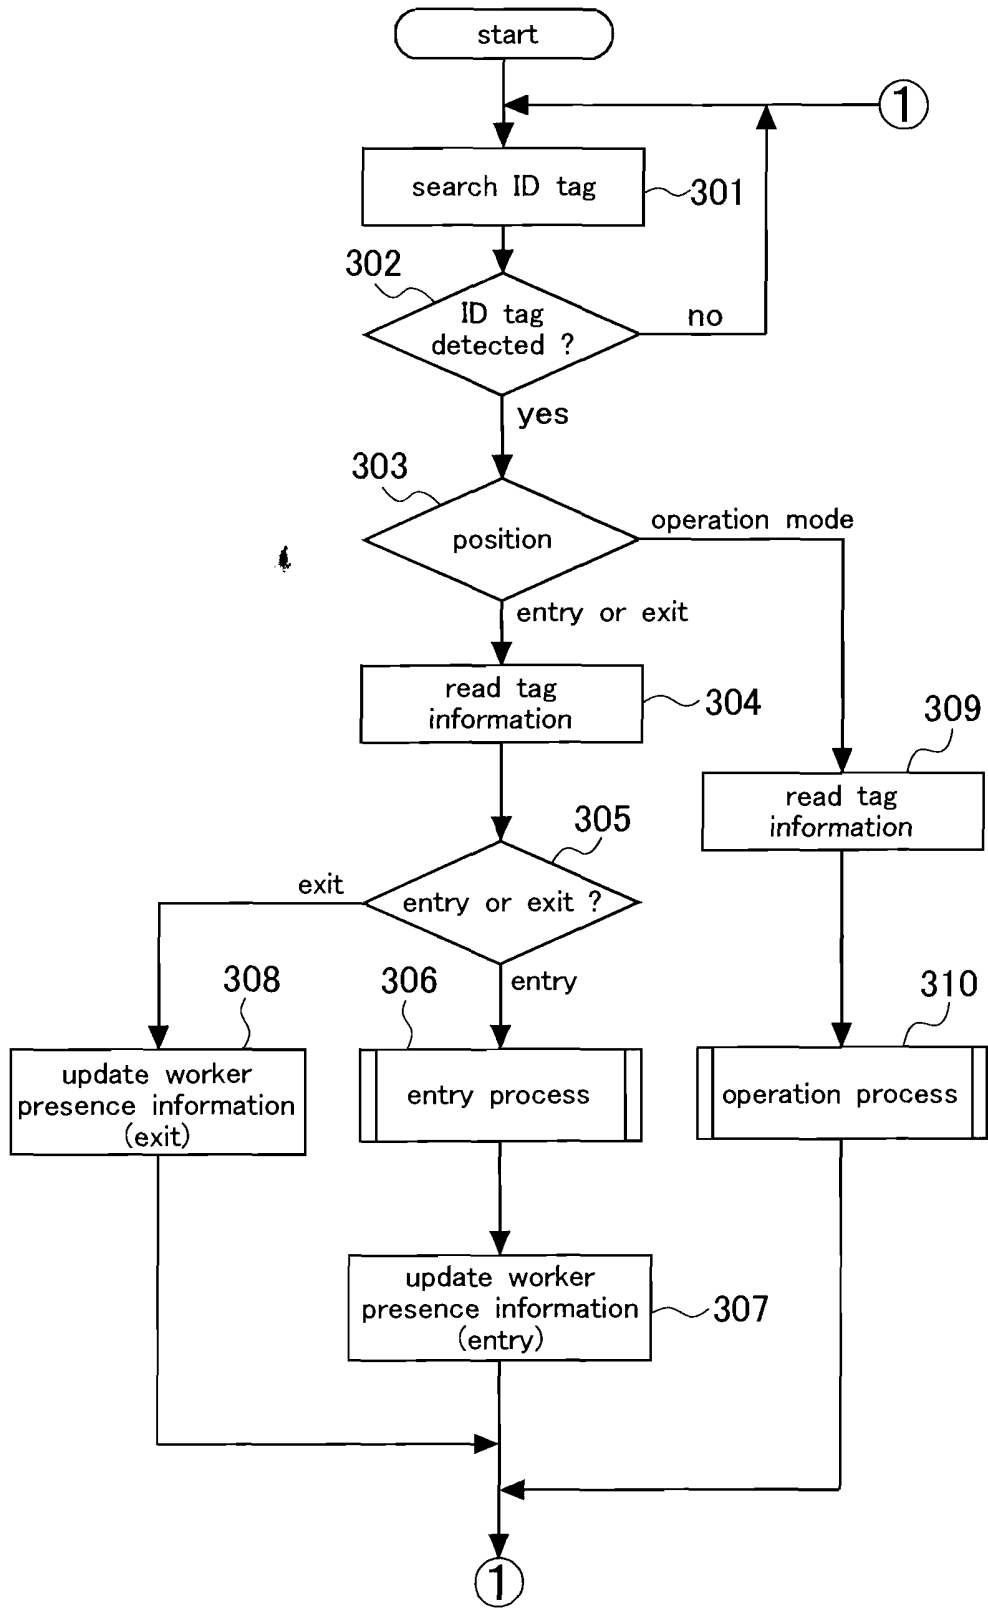 start
1
search ID tag
301
302
ID tag
detected ?
no
yes
303
position
operation mode
entry or exit
read tag
information
304
309
read tag
information
305
exit
entry or exit ?
entry
308
306
310
update worker
presence information
(exit)
entry process
operation process
update worker
presence information
(entry)
307
1